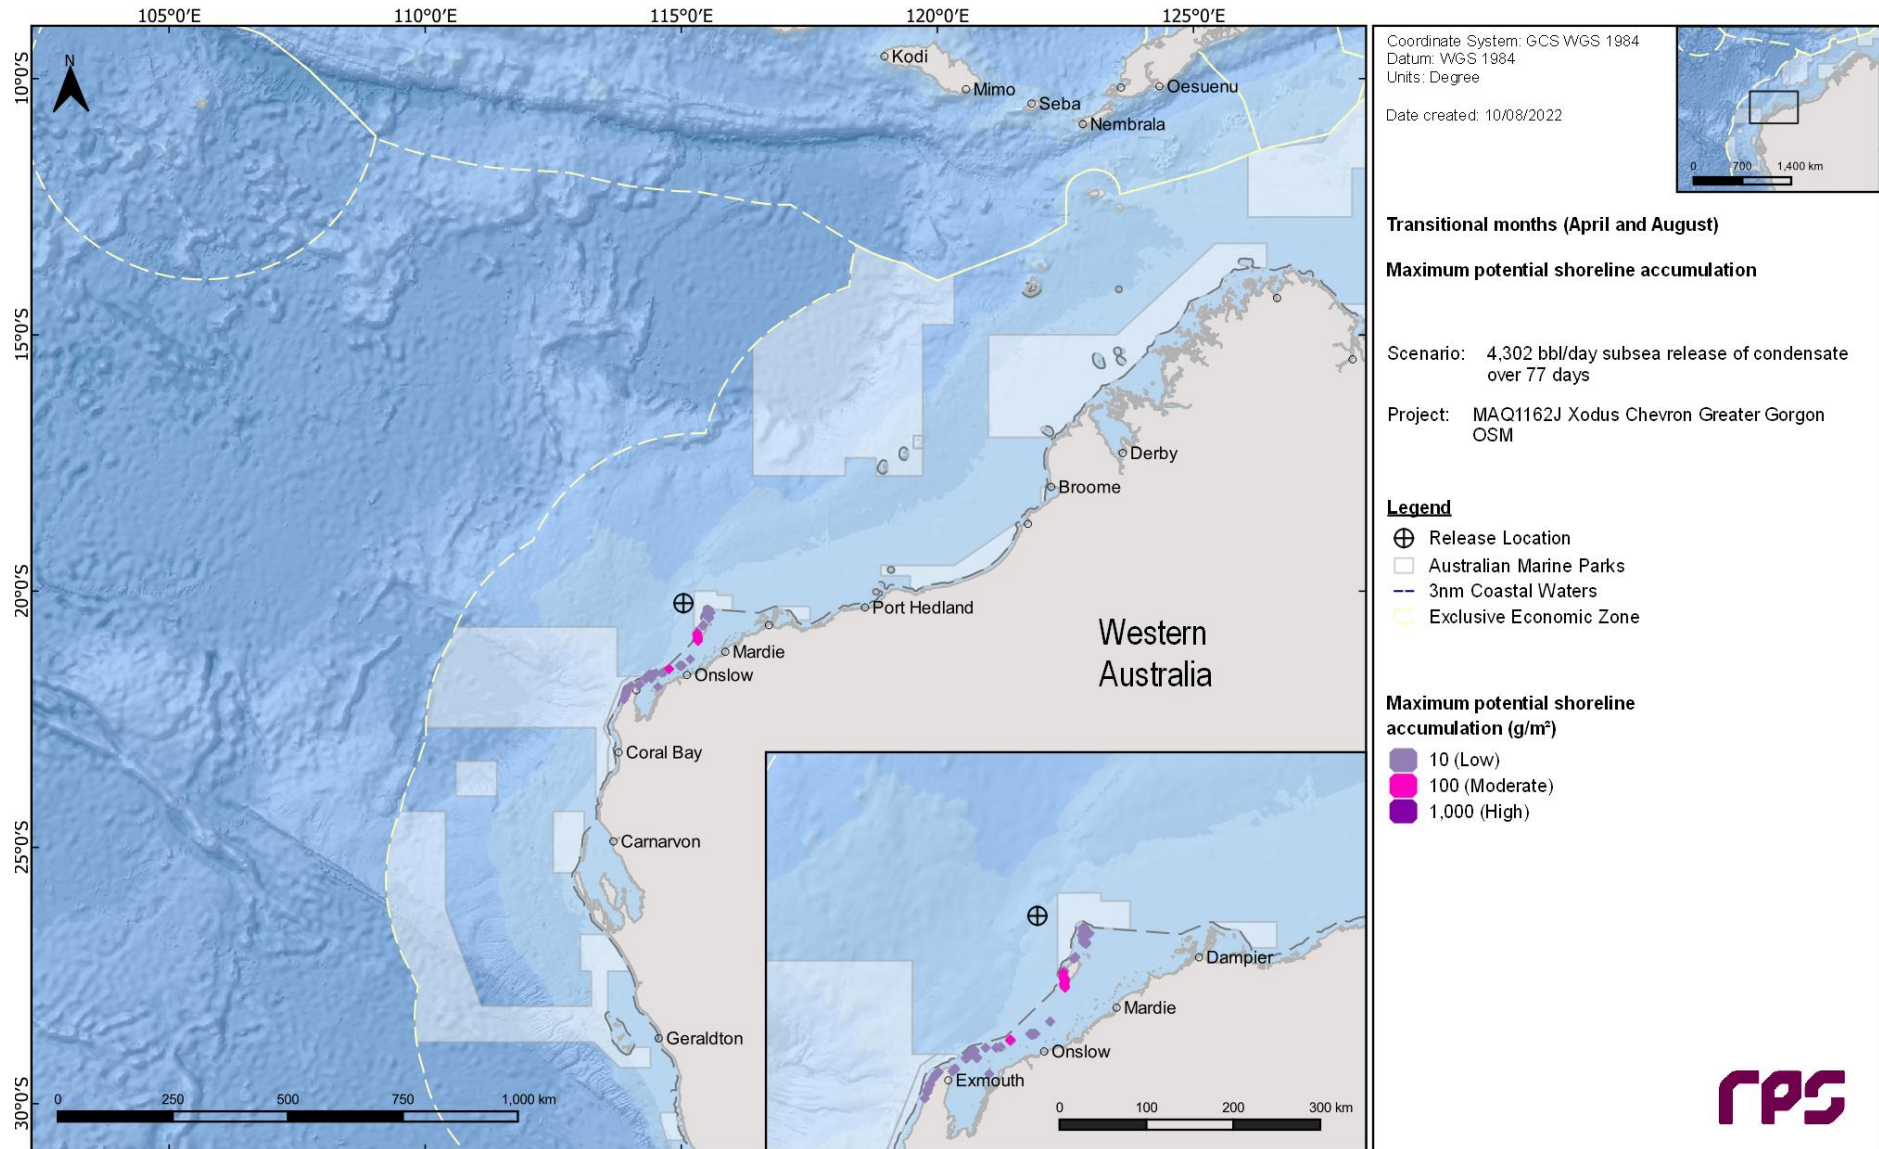 105°0'E 110°0'E 115°0'E 120°0'E 125°0'E
10°0'S
15°0'S
20°0'S
25°0'S
30°0'S
N
Kodi
Mimo
Seba
Oesuenu
Nembrala
Derby
Broome
Port Hedland
Mardie
Onslow
Western
Australia
Coral Bay
Carnarvon
Geraldton
0 250 500 750 1,000 km
Dampier
Mardie
Onslow
Exmouth
0 100 200 300 km
Coordinate System: GCS WGS 1984
Datum: WGS 1984
Units: Degree
Date created: 10/08/2022
0 700 1,400 km
Transitional months (April and August)
Maximum potential shoreline accumulation
Scenario: 4,302 bbl/day subsea release of condensate
over 77 days
Project: MAQ1162J Xodus Chevron Greater Gorgon
OSM
Legend
Release Location
Australian Marine Parks
3nm Coastal Waters
Exclusive Economic Zone
Maximum potential shoreline
accumulation (g/m²)
10 (Low)
100 (Moderate)
1,000 (High)
rps